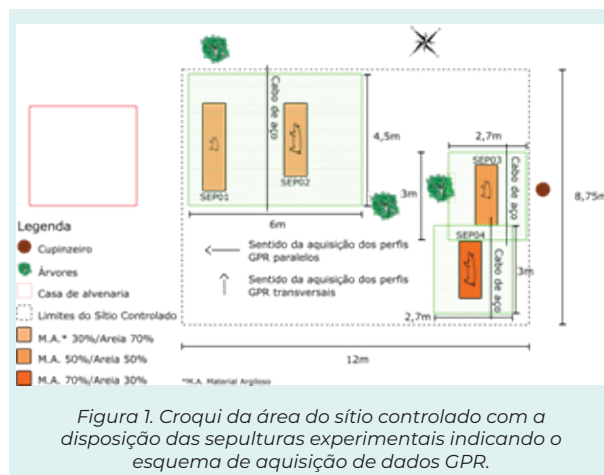 Cabo de aço
SEP01
SEP02
4,5m
6m
2,7m
SEP03
Cabo de aço
3m
8,75m
SEP04
Cabo de aço
3m
2,7m
12m
Sentido da aquisição dos perfis
GPR paralelos
Sentido da aquisição dos perfis
GPR transversais
Legenda
Cupinzeiro
Árvores
Casa de alvenaria
Limites do Sítio Controlado
M.A.* 30%/Areia 70%
M.A. 50%/Areia 50%
M.A. 70%/Areia 30%
*M.A. Material Argiloso
Figura 1. Croqui da área do sítio controlado com a
disposição das sepulturas experimentais indicando o
esquema de aquisição de dados GPR.